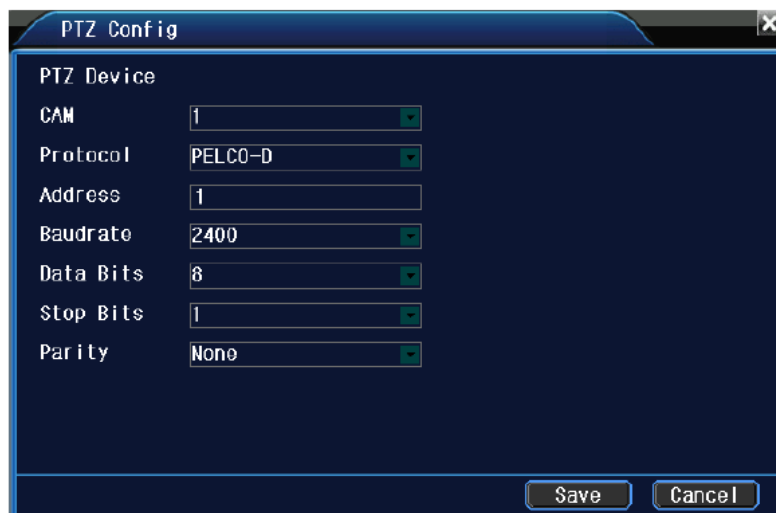 PTZ Config
PTZ Device
CAM 1
Protocol PELCO-D
Address 1
Baudrate 2400
Data Bits 8
Stop Bits 1
Parity None
Save Cancel